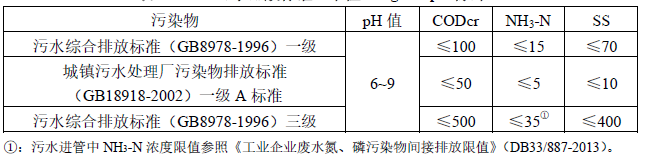 污染物 pH 值 CODcr NH3-N SS
污水综合排放标准（GB8978-1996）一级 6~9 ≤100 ≤15 ≤70
城镇污水处理厂污染物排放标准
（GB18918-2002）一级 A 标准 ≤50 ≤5 ≤10
污水综合排放标准（GB8978-1996）三级 ≤500 ≤35① ≤400
①：污水进管中 NH3-N 浓度限值参照《工业企业废水氮、磷污染物间接排放限值》（DB33/887-2013）。